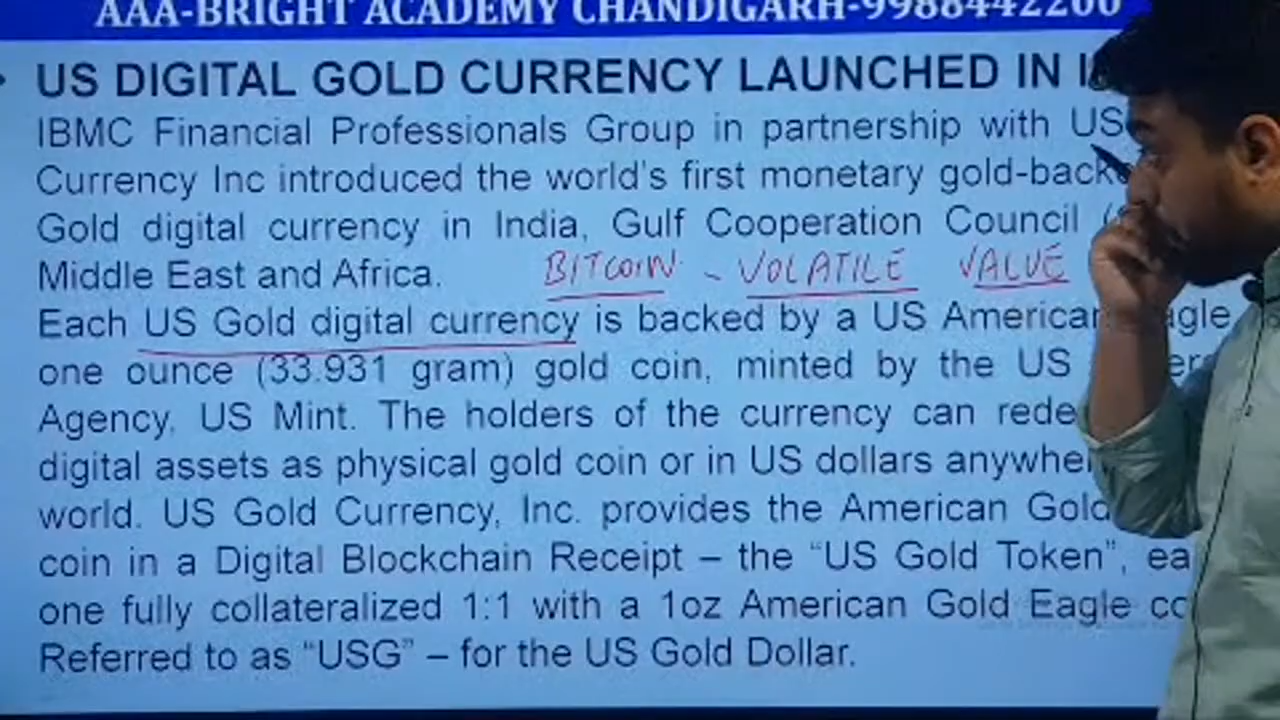 AAA-BRIGHT ACADEMY CHANDIGARH-9988442200
US DIGITAL GOLD CURRENCY LAUNCHED IN
IBMC Financial Professionals Group in partnership with US
Currency Inc introduced the world's first monetary gold-back
Gold digital currency in India, Gulf Cooperation Council (
Middle East and Africa. BITCOIN - VOLATILE VALUE
Each US Gold digital currency is backed by a US American
one ounce (33.931 gram) gold coin, minted by the US
Agency, US Mint. The holders of the currency can rede
digital assets as physical gold coin or in US dollars anywhe
world. US Gold Currency, Inc. provides the American Gold
coin in a Digital Blockchain Receipt – the “US Gold Token”, ea
one fully collateralized 1:1 with a 1oz American Gold Eagle co
Referred to as “USG” – for the US Gold Dollar.